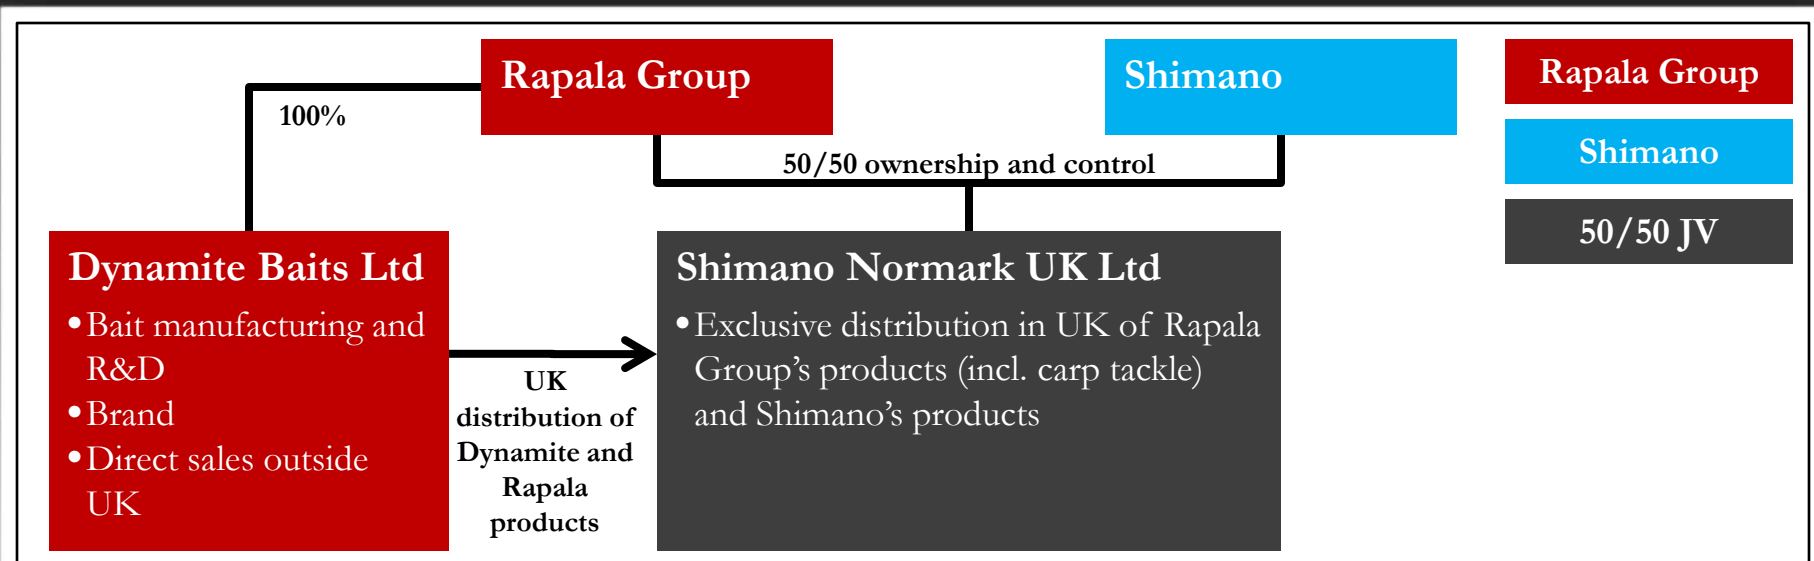 Rapala Group
Shimano
Rapala Group
100%
50/50 ownership and control
Shimano
50/50 JV
Dynamite Baits Ltd
•Bait manufacturing and
R&D
•Brand
•Direct sales outside
UK
UK
distribution of
Dynamite and
Rapala
products
Shimano Normark UK Ltd
•Exclusive distribution in UK of Rapala
Group’s products (incl. carp tackle)
and Shimano’s products